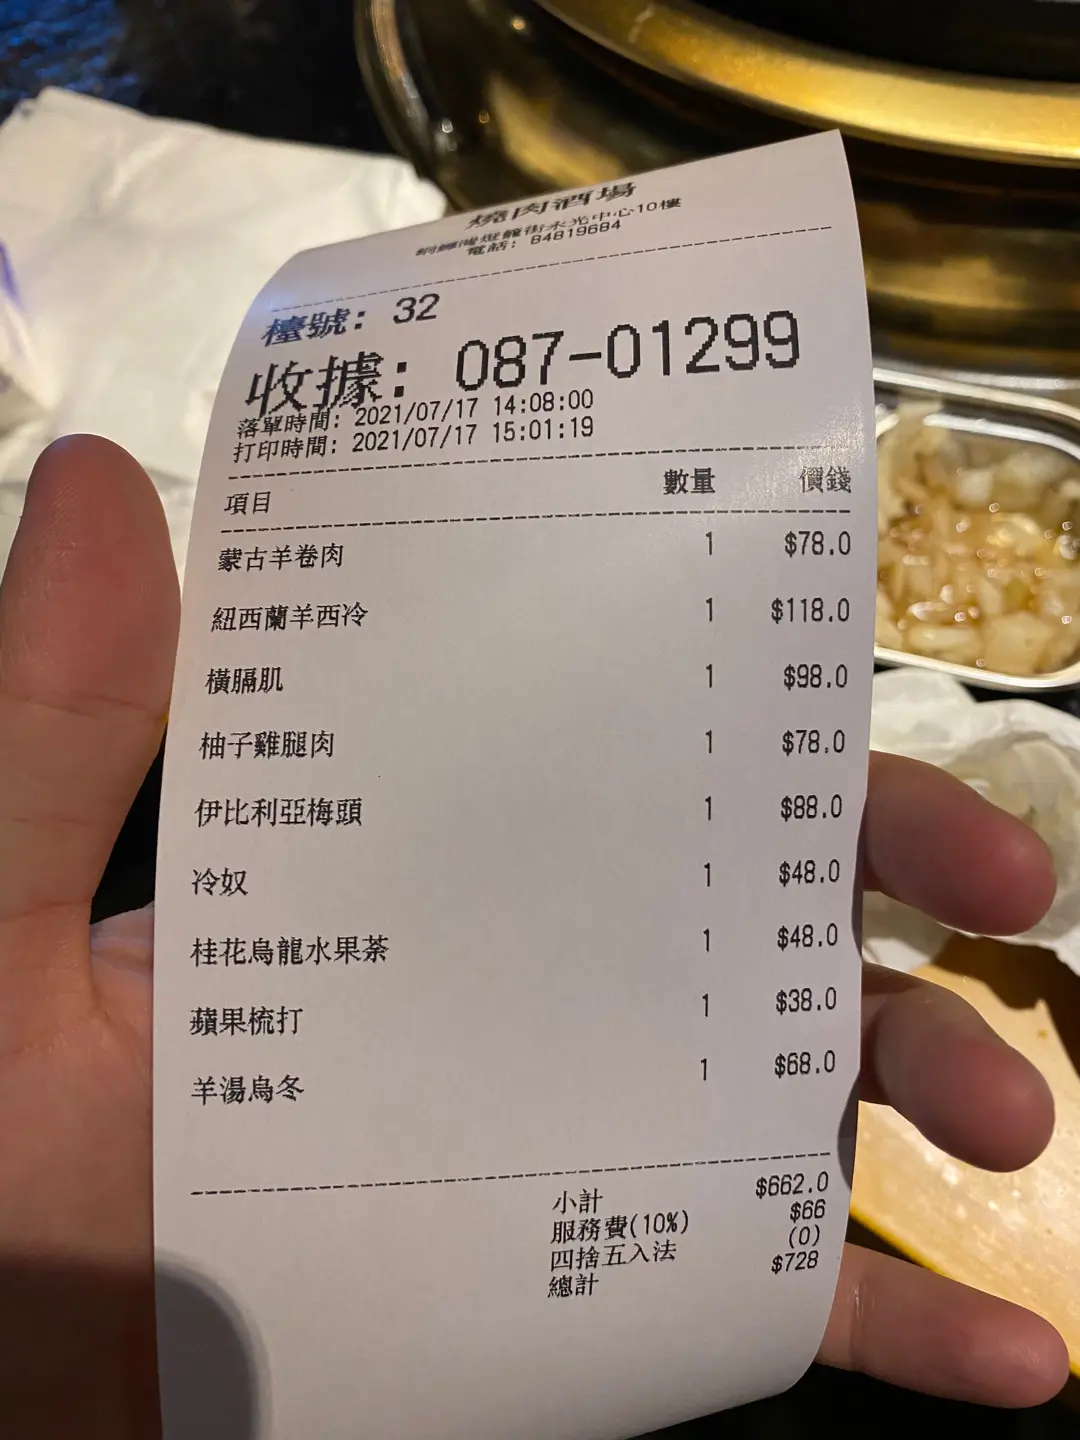 燒肉酒場
銅鑼灣燈籠街永光中心10樓
電話: 84819684
檯號: 32
收據: 087-01299
落單時間: 2021/07/17 14:08:00
打印時間: 2021/07/17 15:01:19
項目 數量 價錢
蒙古羊卷肉 1 $78.0
紐西蘭羊西冷 1 $118.0
橫膈肌 1 $98.0
柚子雞腿肉 1 $78.0
伊比利亞梅頭 1 $88.0
冷奴 1 $48.0
桂花烏龍水果茶 1 $48.0
蘋果梳打 1 $38.0
羊湯烏冬 1 $68.0
小計 $662.0
服務費(10%) $66
四捨五入法 (0)
總計 $728